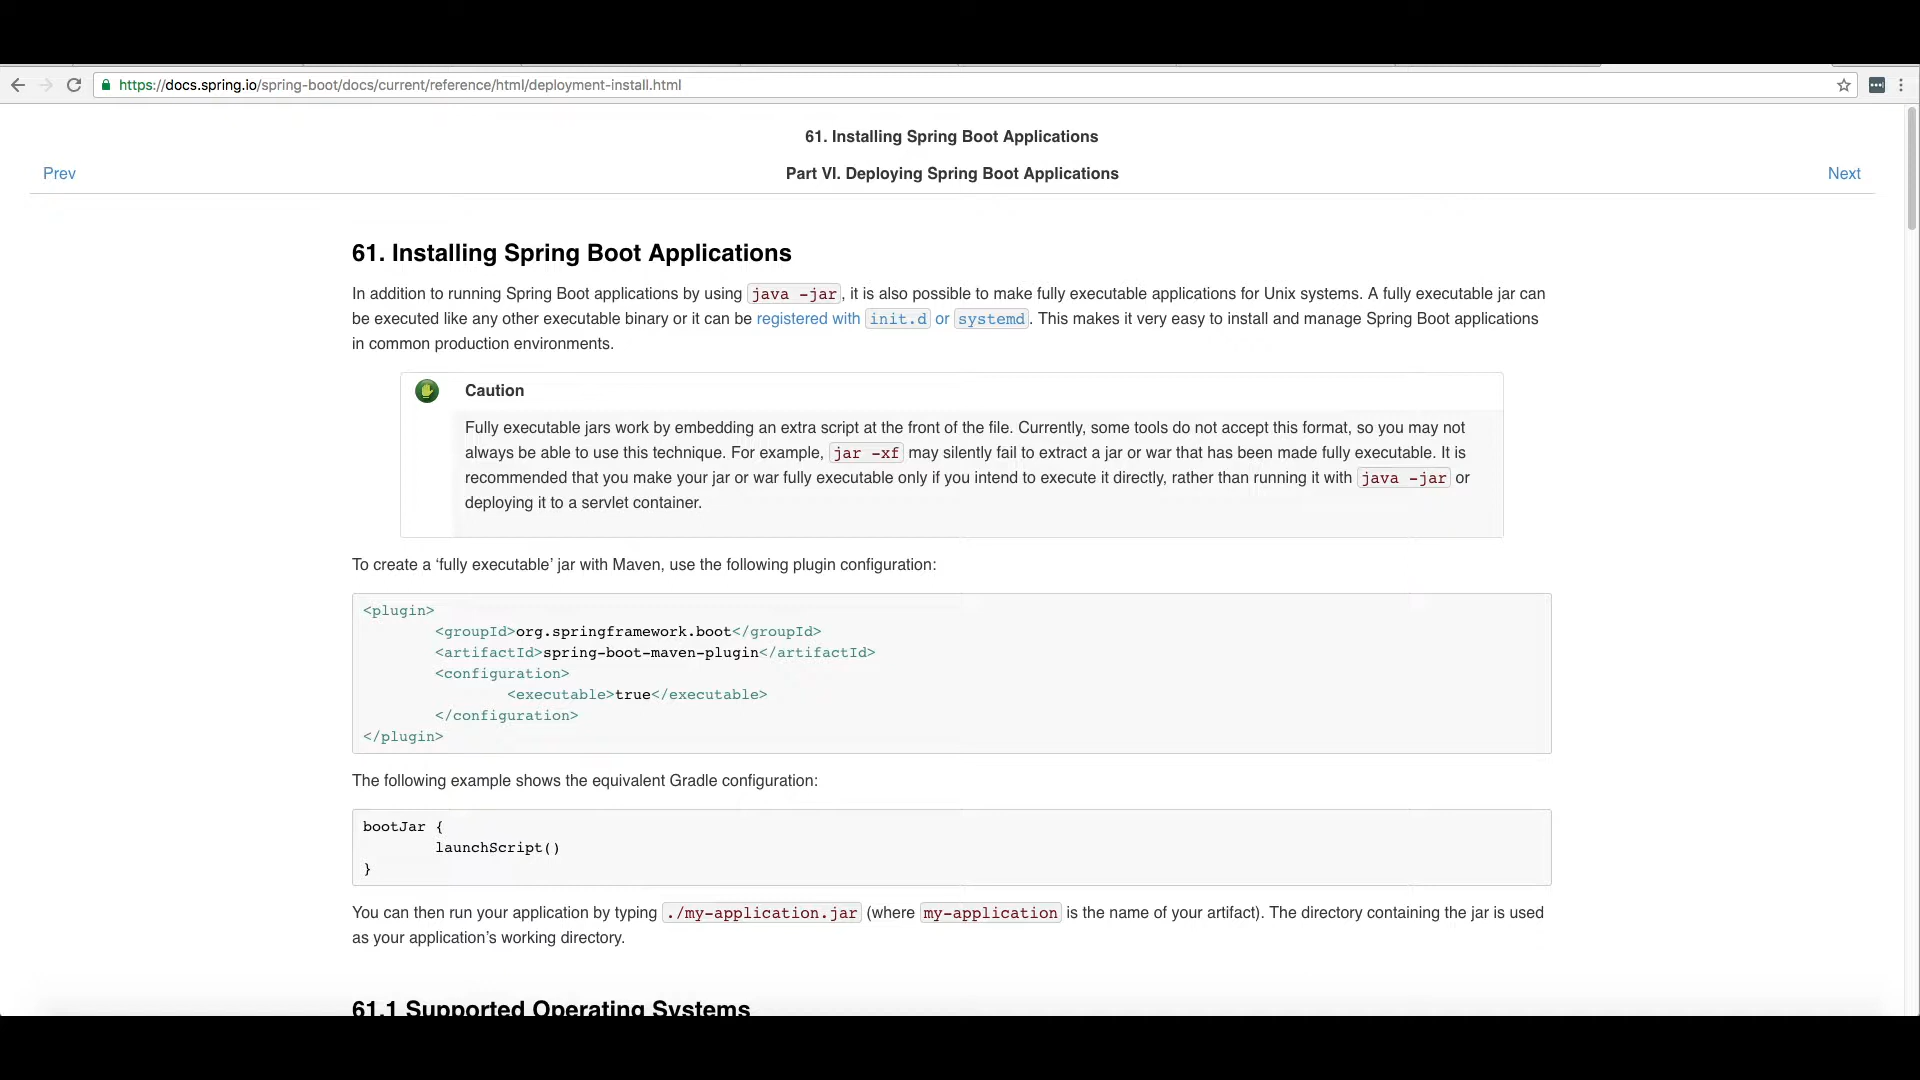 https://docs.spring.io/spring-boot/docs/current/reference/html/deployment-install.html
61. Installing Spring Boot Applications
Prev Part VI. Deploying Spring Boot Applications Next
61. Installing Spring Boot Applications
In addition to running Spring Boot applications by using java -jar, it is also possible to make fully executable applications for Unix systems. A fully executable jar can
be executed like any other executable binary or it can be registered with init.d or systemd. This makes it very easy to install and manage Spring Boot applications
in common production environments.
Caution
Fully executable jars work by embedding an extra script at the front of the file. Currently, some tools do not accept this format, so you may not
always be able to use this technique. For example, jar -xf may silently fail to extract a jar or war that has been made fully executable. It is
recommended that you make your jar or war fully executable only if you intend to execute it directly, rather than running it with java -jar or
deploying it to a servlet container.
To create a ‘fully executable’ jar with Maven, use the following plugin configuration:
<plugin>
<groupId>org.springframework.boot</groupId>
<artifactId>spring-boot-maven-plugin</artifactId>
<configuration>
<executable>true</executable>
</configuration>
</plugin>
The following example shows the equivalent Gradle configuration:
bootJar {
launchScript()
}
You can then run your application by typing ./my-application.jar (where my-application is the name of your artifact). The directory containing the jar is used
as your application’s working directory.
61.1 Supported Operating Systems